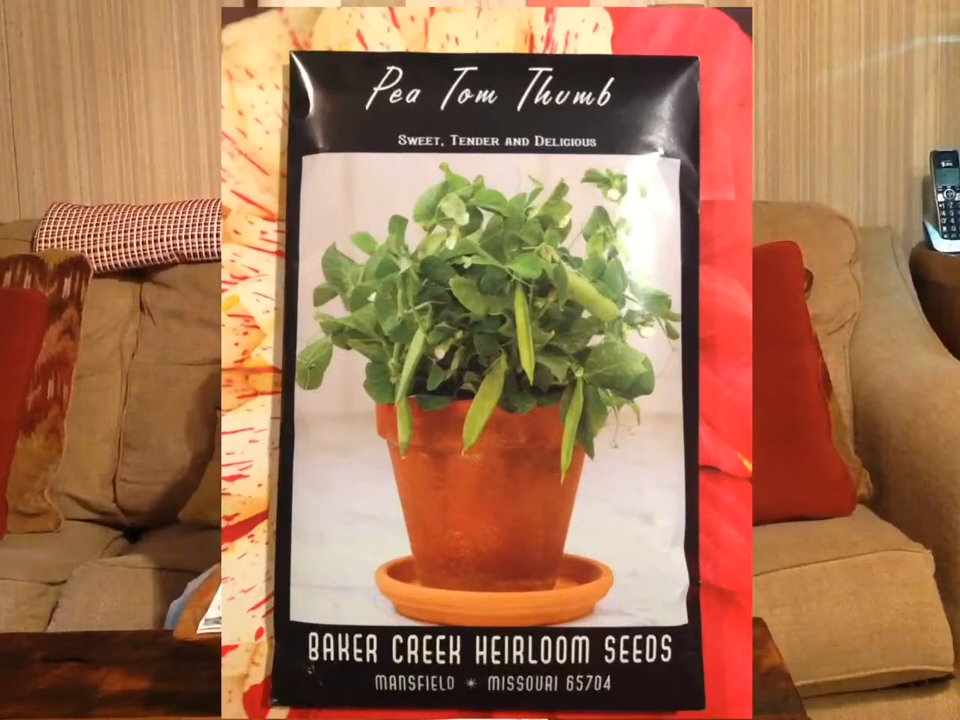 Pea Tom Thumb
Sweet, Tender and Delicious
BAKER CREEK HEIRLOOM SEEDS
MANSFIELD * MISSOURI 65704